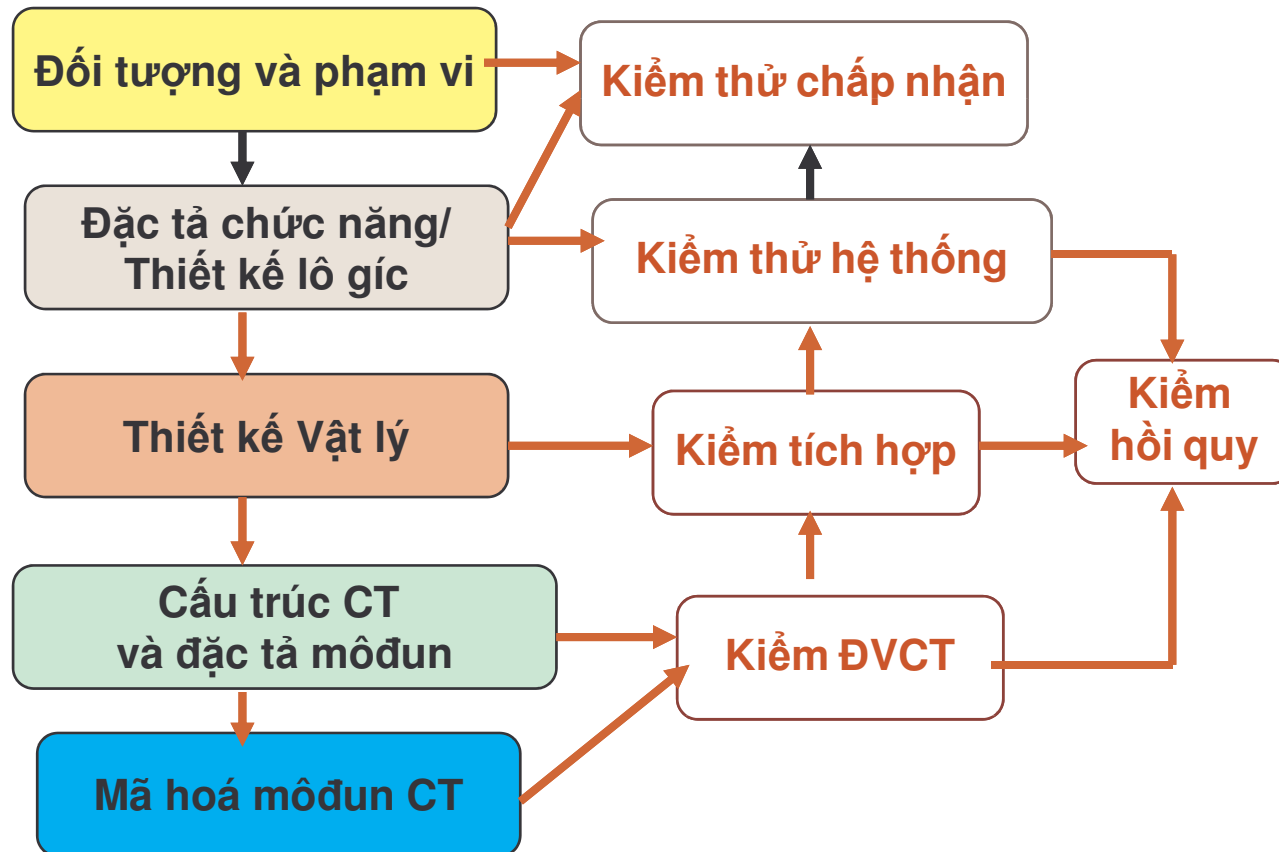 Đối tượng và phạm vi
Kiểm thử chấp nhận
Đặc tả chức năng/
Thiết kế lô gíc
Kiểm thử hệ thống
Thiết kế Vật lý
Kiểm tích hợp
Kiểm
hồi quy
Cấu trúc CT
và đặc tả môđun
Kiểm ĐVCT
Mã hoá môđun CT